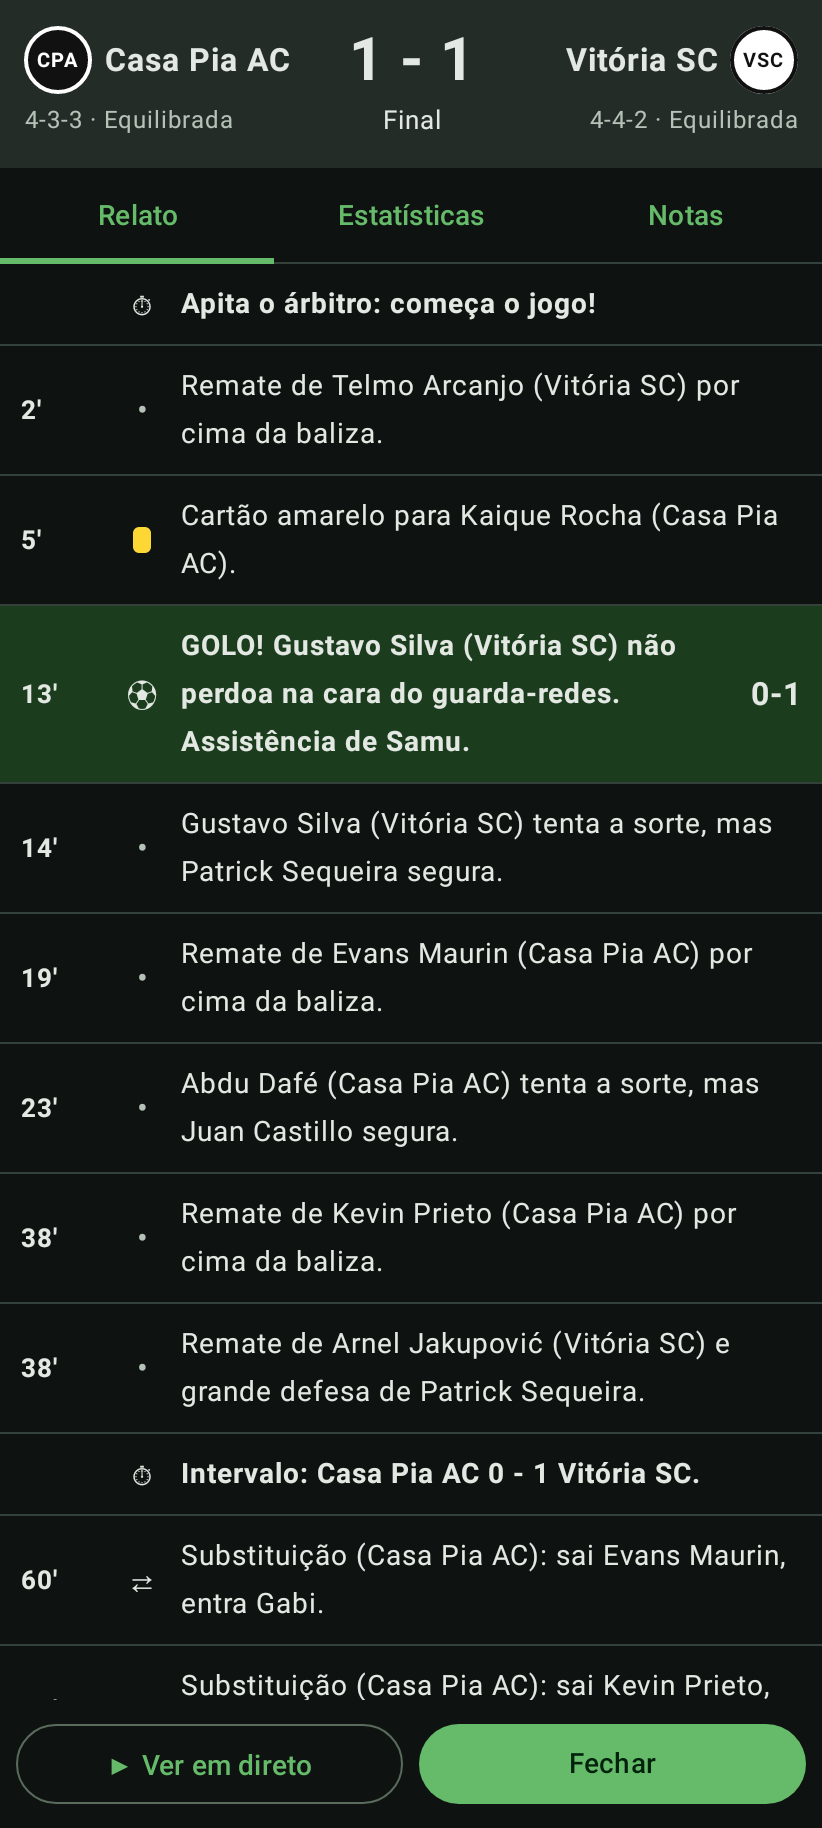 CPA Casa Pia AC 1 - 1 Vitória SC VSC
4-3-3 · Equilibrada Final 4-4-2 · Equilibrada
Relato Estatísticas Notas
Apita o árbitro: começa o jogo!
2' Remate de Telmo Arcanjo (Vitória SC) por
cima da baliza.
5' Cartão amarelo para Kaique Rocha (Casa Pia
AC).
GOLO! Gustavo Silva (Vitória SC) não
13' perdoa na cara do guarda-redes. 0-1
Assistência de Samu.
14' Gustavo Silva (Vitória SC) tenta a sorte, mas
Patrick Sequeira segura.
19' Remate de Evans Maurin (Casa Pia AC) por
cima da baliza.
23' Abdu Dafé (Casa Pia AC) tenta a sorte, mas
Juan Castillo segura.
38' Remate de Kevin Prieto (Casa Pia AC) por
cima da baliza.
38' Remate de Arnel Jakupović (Vitória SC) e
grande defesa de Patrick Sequeira.
Intervalo: Casa Pia AC 0 - 1 Vitória SC.
60' Substituição (Casa Pia AC): sai Evans Maurin,
entra Gabi.
Substituição (Casa Pia AC): sai Kevin Prieto,
► Ver em direto Fechar